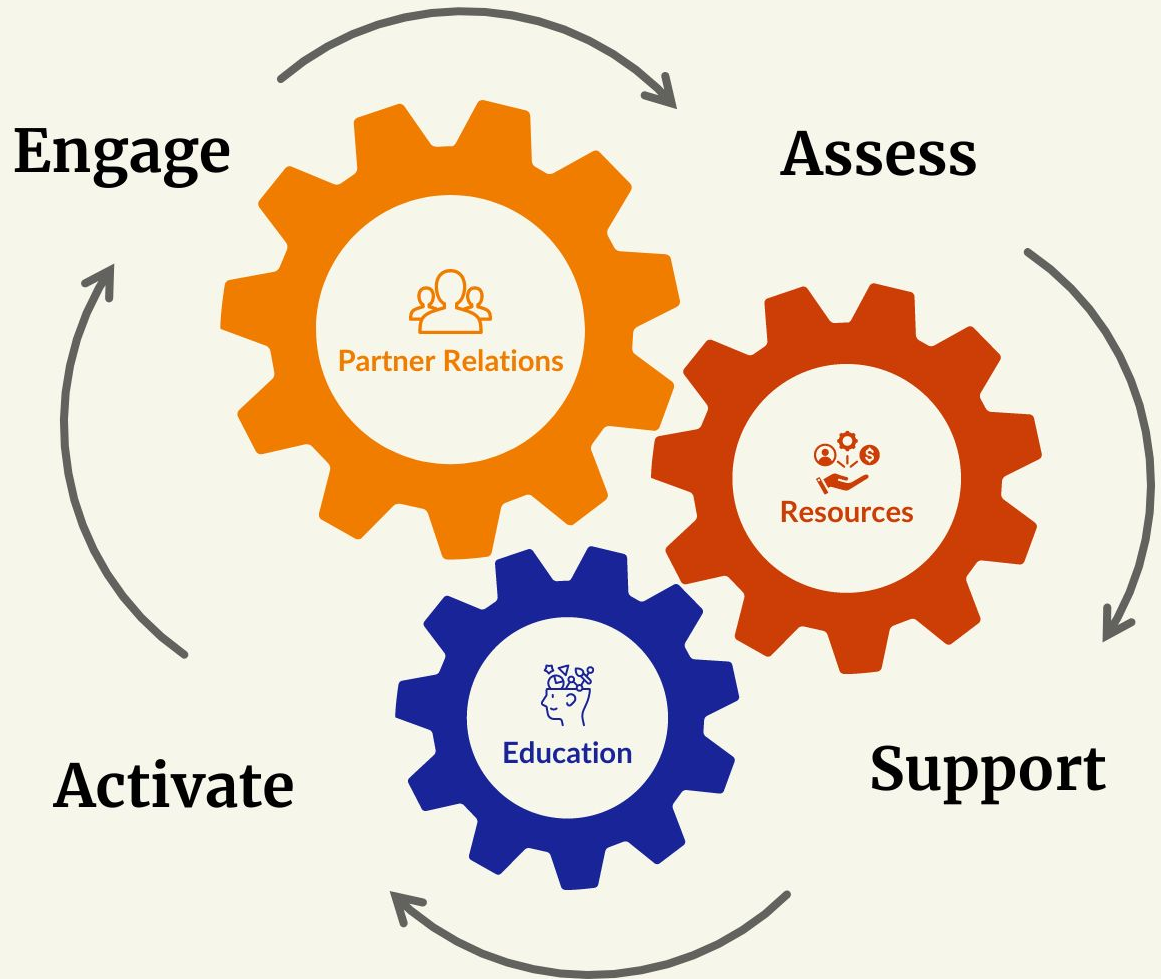 Engage
Assess
Partner Relations
Resources
Education
Support
Activate